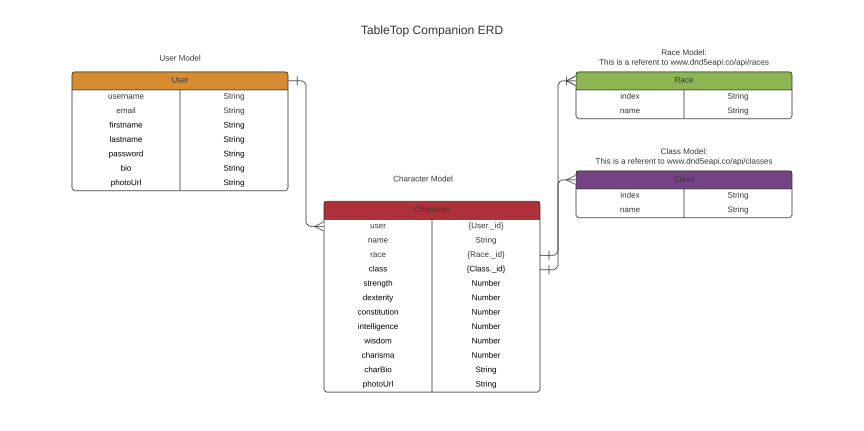 TableTop Companion ERD
User Model
User
username String
email String
firstname String
lastname String
password String
bio String
photoUrl String
Character Model
Character
user {User._id}
name String
race {Race._id}
class {Class._id}
strength Number
dexterity Number
constitution Number
intelligence Number
wisdom Number
charisma Number
charBio String
photoUrl String
Race Model:
This is a referent to www.dnd5eapi.co/api/races
Race
index String
name String
Class Model:
This is a referent to www.dnd5eapi.co/api/classes
Class
index String
name String